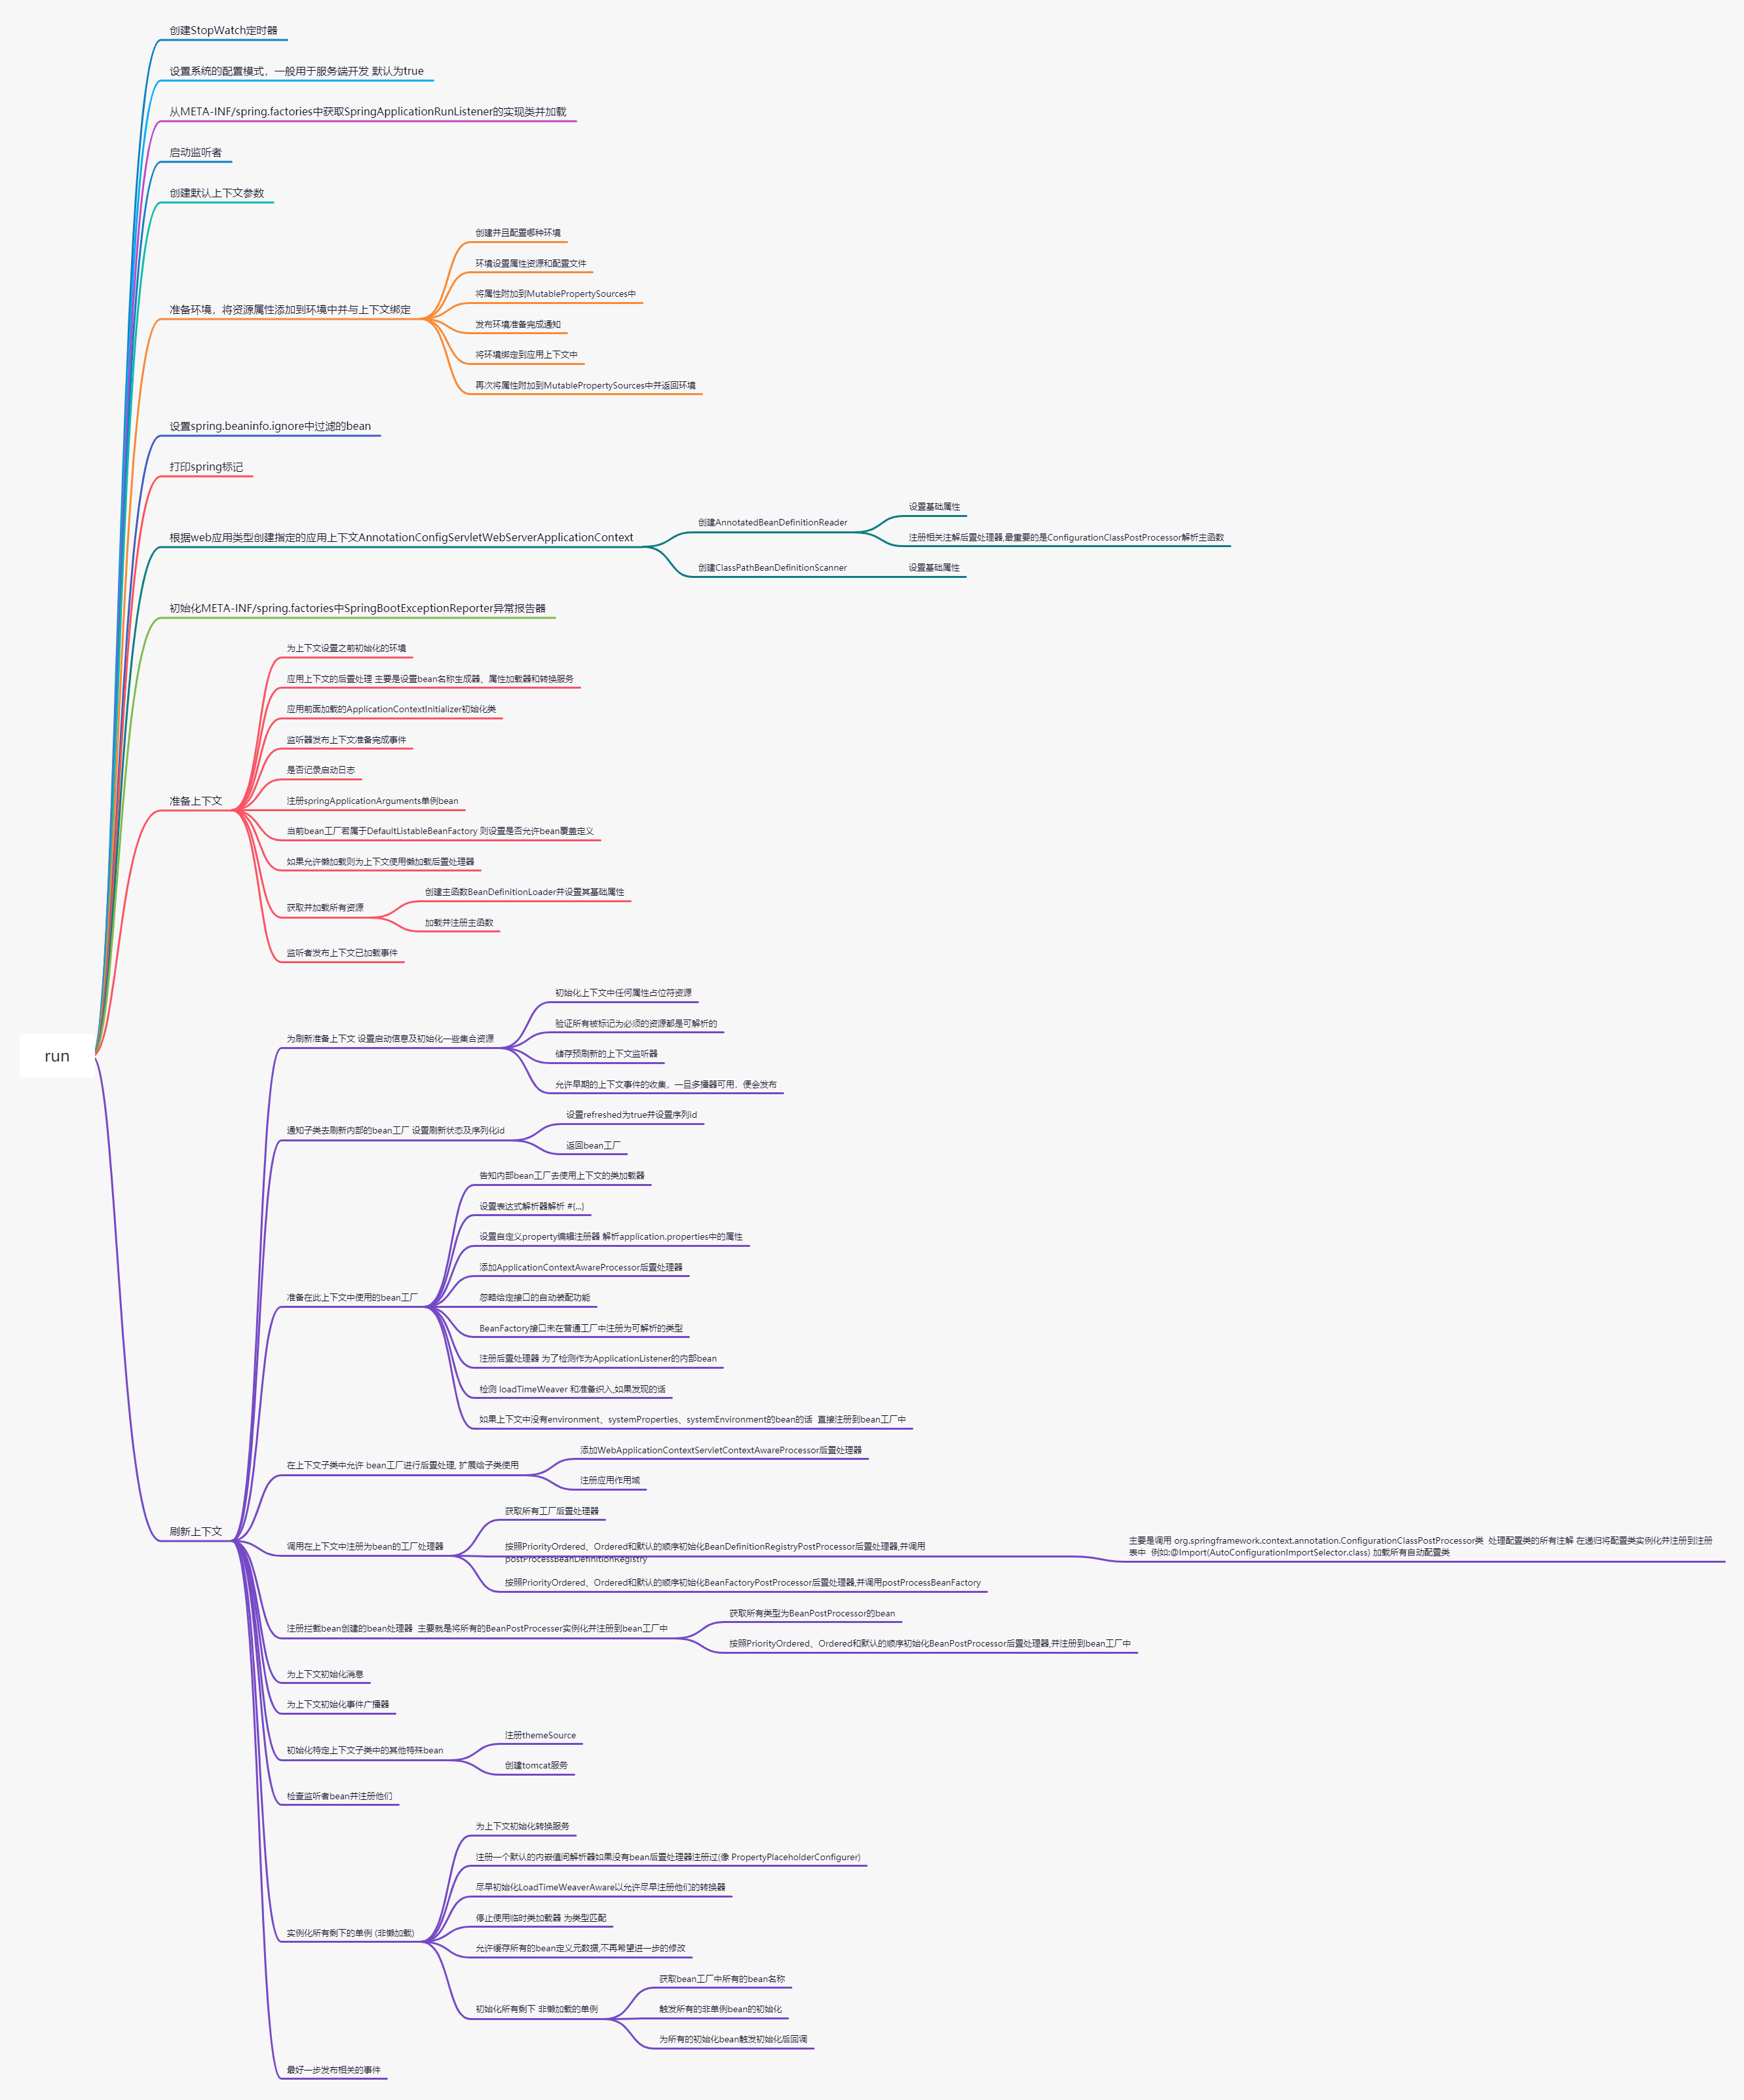 创建StopWatch定时器
设置系统的配置模式，一般用于服务端开发 默认为true
从META-INF/spring.factories中获取SpringApplicationRunListener的实现类并加载
启动监听者
创建默认上下文参数
准备环境，将资源属性添加到环境中并与上下文绑定
创建并且配置哪种环境
环境设置属性资源和配置文件
将属性附加到MutablePropertySources中
发布环境准备完成通知
将环境绑定到应用上下文中
再次将属性附加到MutablePropertySources中并返回环境
设置spring.beaninfo.ignore中过滤的bean
打印spring标记
根据web应用类型创建指定的应用上下文AnnotationConfigServletWebServerApplicationContext
创建AnnotatedBeanDefinitionReader
设置基础属性
注册相关注解后置处理器,最重要的是ConfigurationClassPostProcessor解析主函数
创建ClassPathBeanDefinitionScanner
设置基础属性
初始化META-INF/spring.factories中SpringBootExceptionReporter异常报告器
准备上下文
为上下文设置之前初始化的环境
应用上下文的后置处理 主要是设置bean名称生成器、属性加载器和转换服务
应用前面加载的ApplicationContextInitializer初始化类
监听器发布上下文准备完成事件
是否记录启动日志
注册springApplicationArguments单例bean
当前bean工厂若属于DefaultListableBeanFactory 则设置是否允许bean覆盖定义
如果允许懒加载则为上下文使用懒加载后置处理器
获取并加载所有资源
创建主函数BeanDefinitionLoader并设置其基础属性
加载并注册主函数
监听者发布上下文已加载事件
run
刷新上下文
为刷新准备上下文 设置启动信息及初始化一些集合资源
初始化上下文中任何属性占位符资源
验证所有被标记为必须的资源都是可解析的
储存预刷新的上下文监听器
允许早期的上下文事件的收集，一旦多播器可用，便会发布
通知子类去刷新内部的bean工厂 设置刷新状态及序列化id
设置refreshed为true并设置序列id
返回bean工厂
准备在此上下文中使用的bean工厂
告知内部bean工厂去使用上下文的类加载器
设置表达式解析器解析 #{...}
设置自定义property编辑注册器 解析application.properties中的属性
添加ApplicationContextAwareProcessor后置处理器
忽略给定接口的自动装配功能
BeanFactory接口未在普通工厂中注册为可解析的类型
注册后置处理器 为了检测作为ApplicationListener的内部bean
检测 loadTimeWeaver 和准备织入,如果发现的话
如果上下文中没有environment、systemProperties、systemEnvironment的bean的话  直接注册到bean工厂中
在上下文子类中允许 bean工厂进行后置处理, 扩展给子类使用
添加WebApplicationContextServletContextAwareProcessor后置处理器
注册应用作用域
调用在上下文中注册为bean的工厂处理器
获取所有工厂后置处理器
按照PriorityOrdered、Ordered和默认的顺序初始化BeanDefinitionRegistryPostProcessor后置处理器,并调用
postProcessBeanDefinitionRegistry
主要是调用 org.springframework.context.annotation.ConfigurationClassPostProcessor类  处理配置类的所有注解 在递归将配置类实例化并注册到注册
表中  例如:@Import(AutoConfigurationImportSelector.class) 加载所有自动配置类
按照PriorityOrdered、Ordered和默认的顺序初始化BeanFactoryPostProcessor后置处理器,并调用postProcessBeanFactory
注册拦截bean创建的bean处理器  主要就是将所有的BeanPostProcesser实例化并注册到bean工厂中
获取所有类型为BeanPostProcessor的bean
按照PriorityOrdered、Ordered和默认的顺序初始化BeanPostProcessor后置处理器,并注册到bean工厂中
为上下文初始化消息
为上下文初始化事件广播器
初始化特定上下文子类中的其他特殊bean
注册themeSource
创建tomcat服务
检查监听者bean并注册他们
实例化所有剩下的单例 (非懒加载)
为上下文初始化转换服务
注册一个默认的内嵌值间解析器如果没有bean后置处理器注册过(像 PropertyPlaceholderConfigurer)
尽早初始化LoadTimeWeaverAware以允许尽早注册他们的转换器
停止使用临时类加载器 为类型匹配
允许缓存所有的bean定义元数据,不再希望进一步的修改
初始化所有剩下 非懒加载的单例
获取bean工厂中所有的bean名称
触发所有的非单例bean的初始化
为所有的初始化bean触发初始化后回调
最好一步发布相关的事件